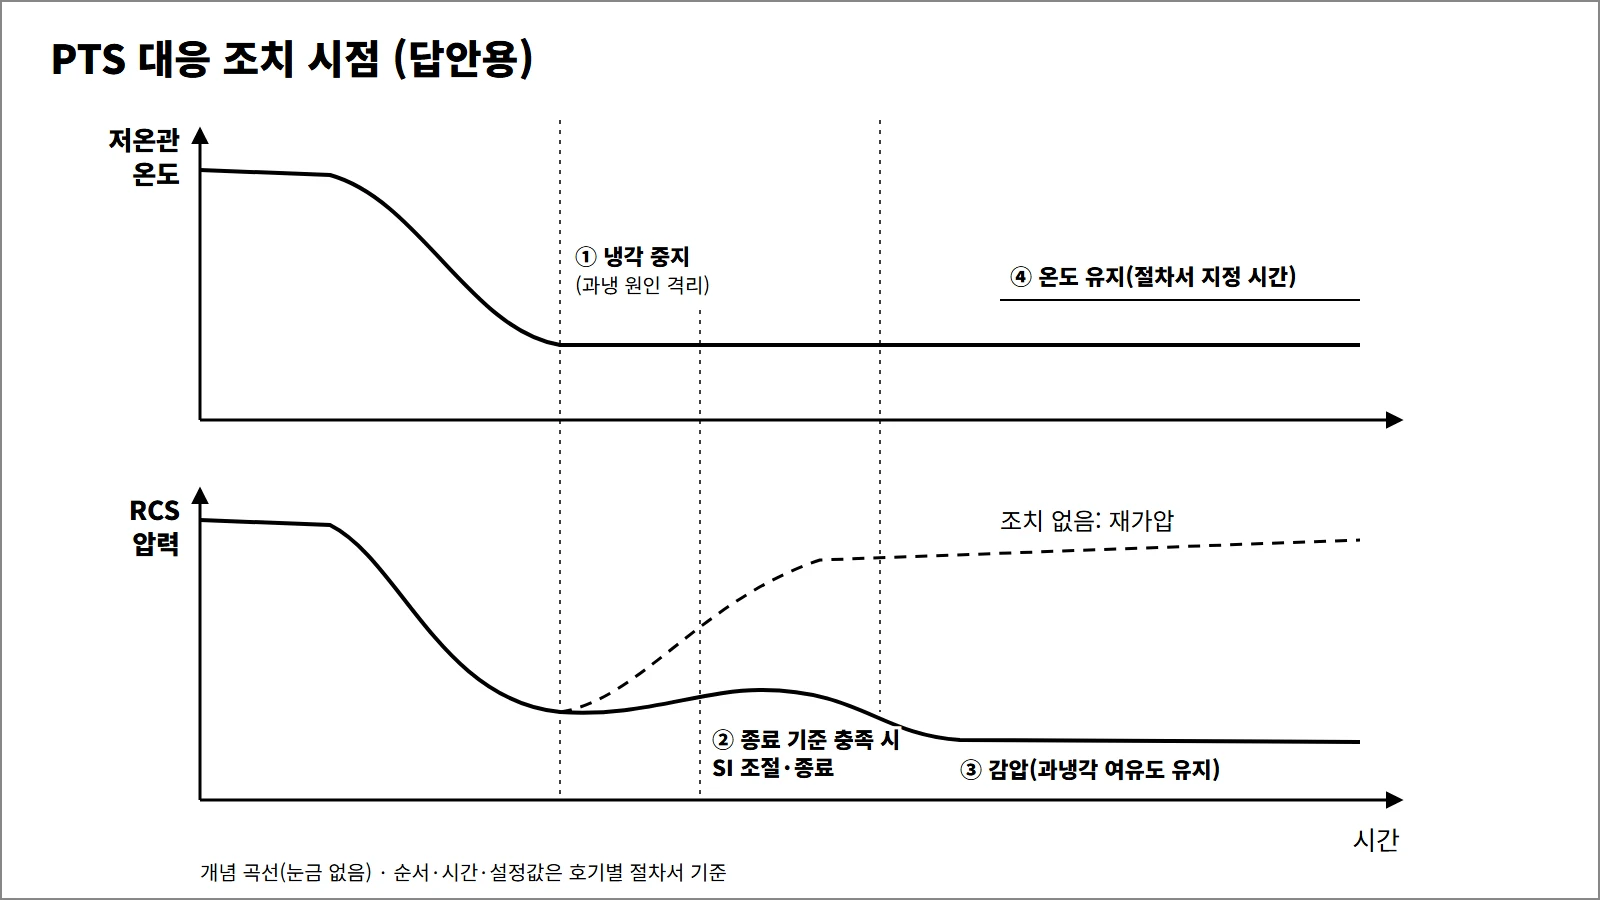 PTS 대응 조치 시점 (답안용)
저온관
온도
① 냉각 중지
(과냉 원인 격리)
④ 온도 유지(절차서 지정 시간)
RCS
압력
조치 없음: 재가압
② 종료 기준 충족 시
SI 조절·종료
③ 감압(과냉각 여유도 유지)
시간
개념 곡선(눈금 없음) · 순서·시간·설정값은 호기별 절차서 기준